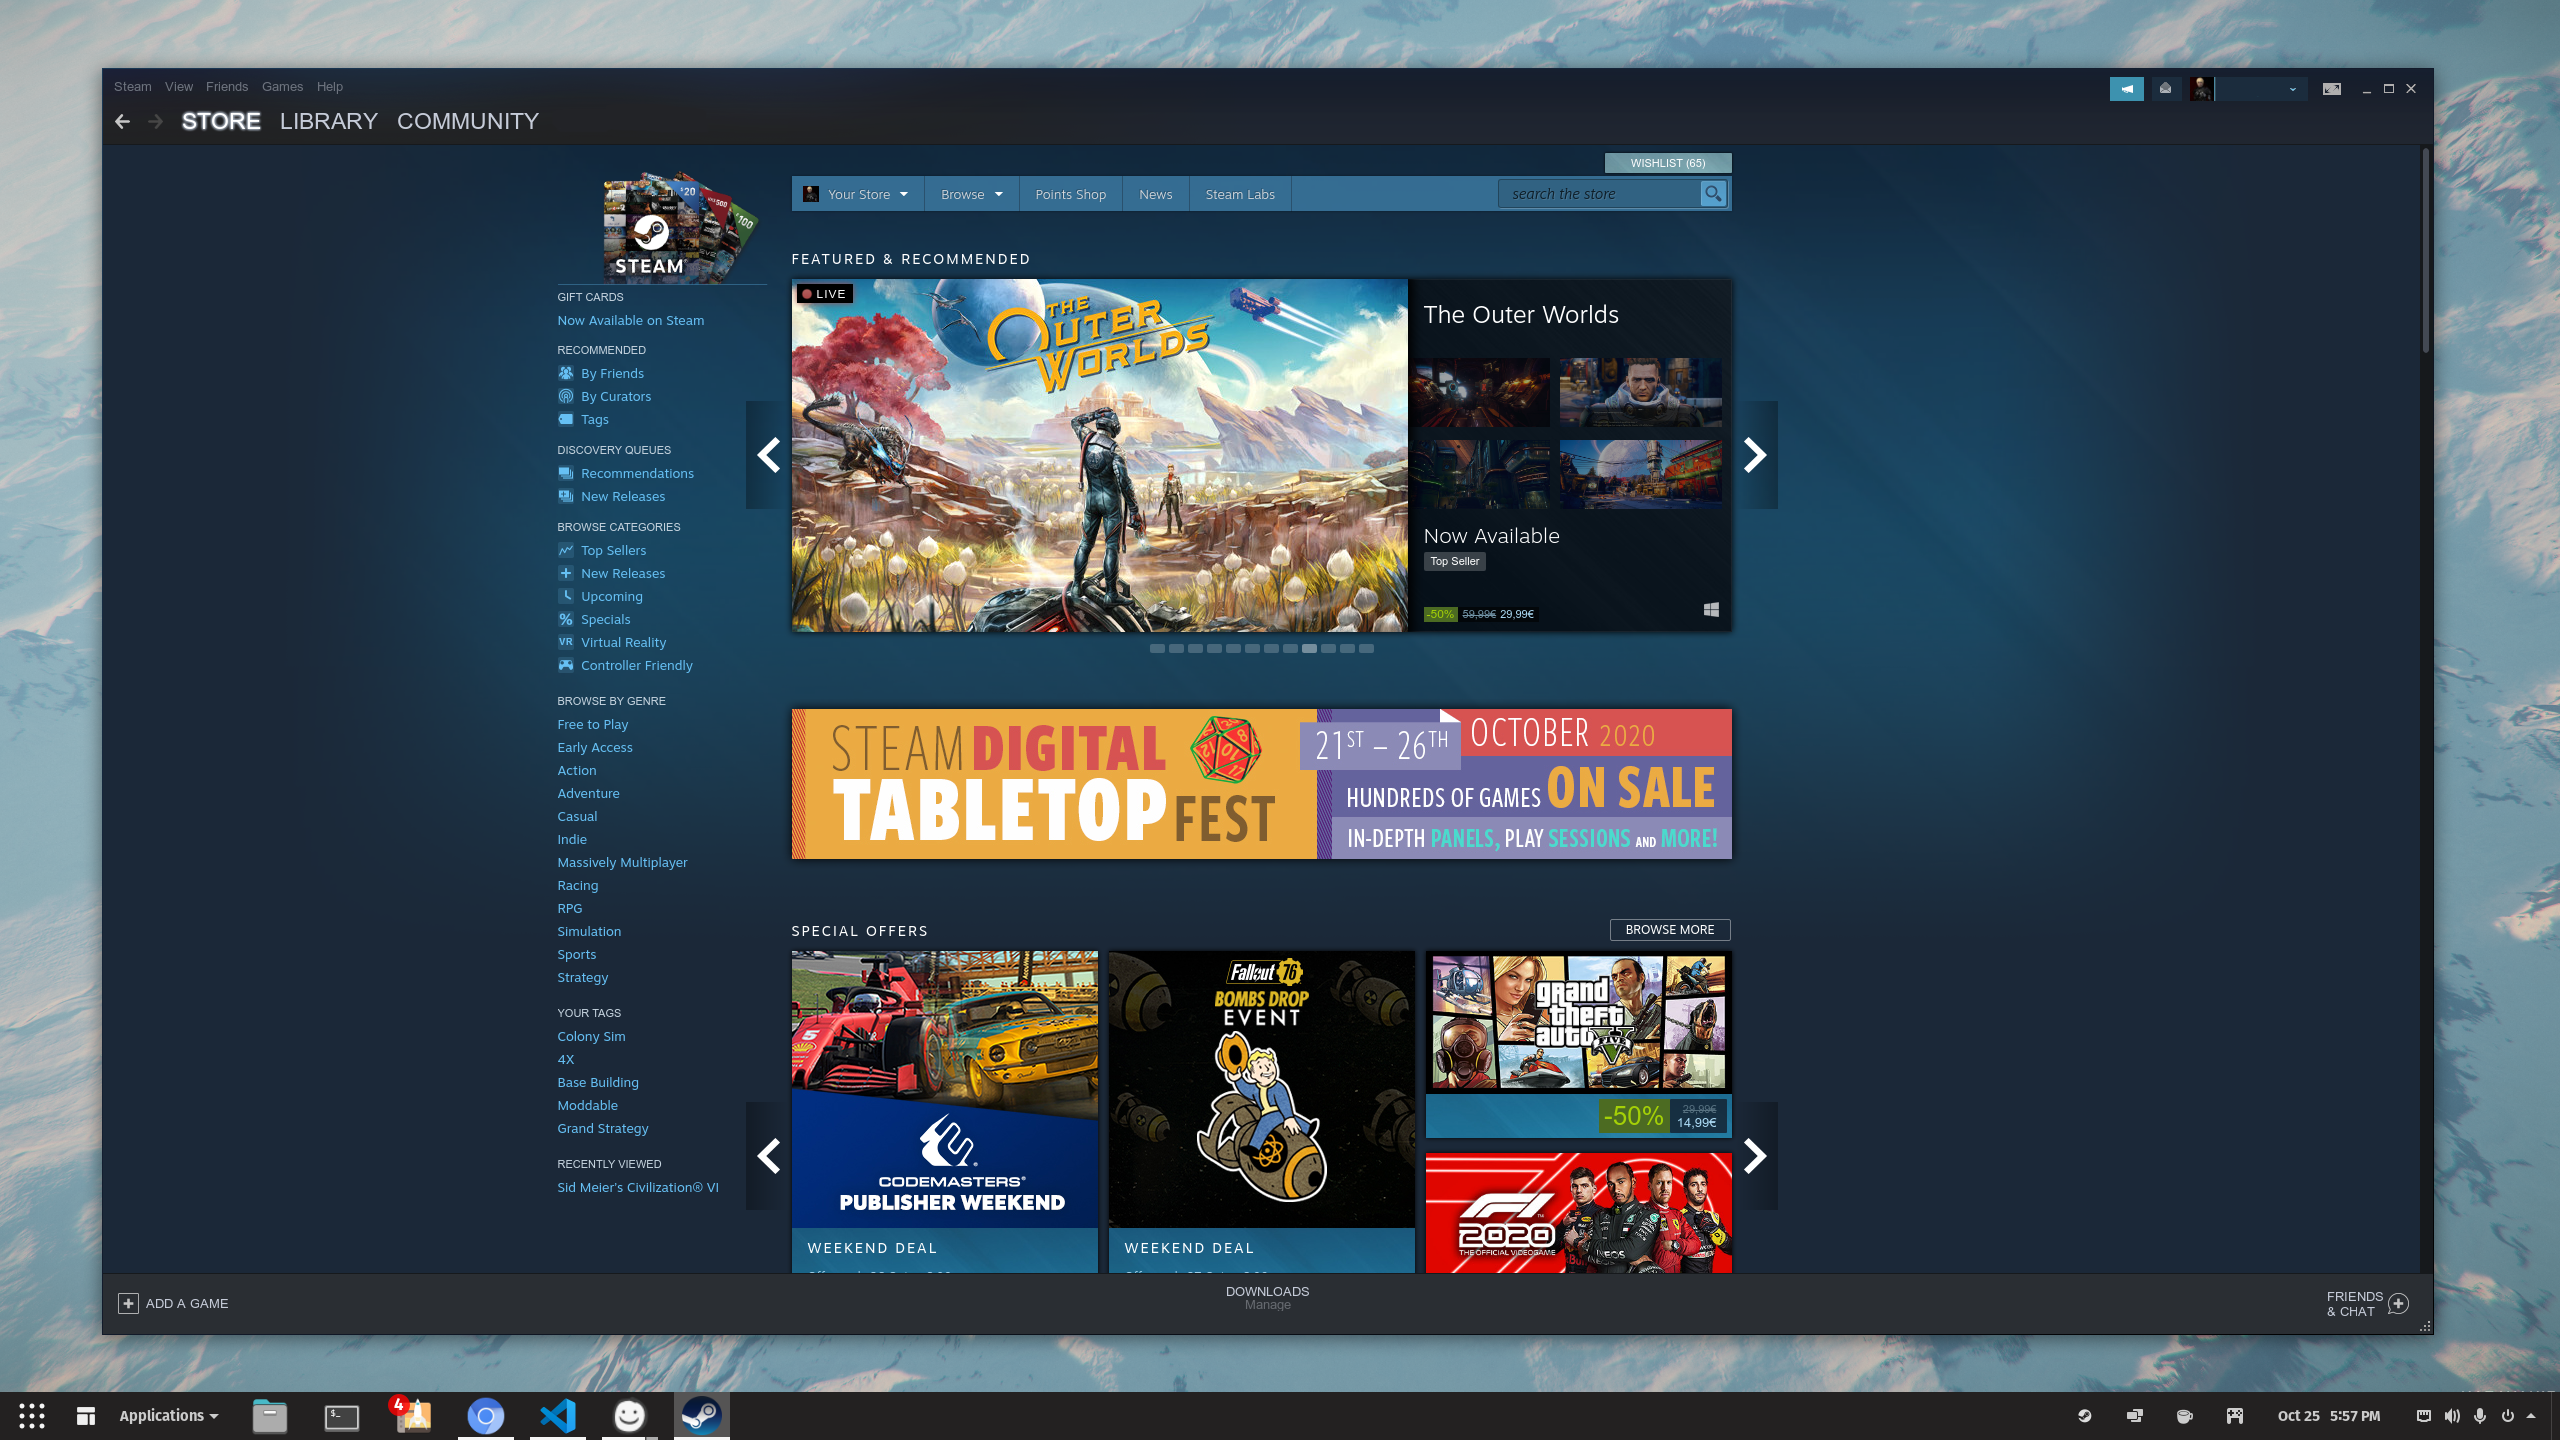 Steam View Friends Games Help
STORE LIBRARY COMMUNITY
WISHLIST (65)
Your Store Browse Points Shop News Steam Labs
search the store
$20
500
100
STEAM
GIFT CARDS
Now Available on Steam
RECOMMENDED
By Friends
By Curators
Tags
DISCOVERY QUEUES
Recommendations
New Releases
BROWSE CATEGORIES
Top Sellers
New Releases
Upcoming
Specials
VR Virtual Reality
Controller Friendly
BROWSE BY GENRE
Free to Play
Early Access
Action
Adventure
Casual
Indie
Massively Multiplayer
Racing
RPG
Simulation
Sports
Strategy
YOUR TAGS
Colony Sim
4X
Base Building
Moddable
Grand Strategy
RECENTLY VIEWED
Sid Meier's Civilization® VI
FEATURED & RECOMMENDED
LIVE
THE
OUTER
WORLDS
The Outer Worlds
Now Available
Top Seller
-50% 59,99€ 29,99€
STEAM DIGITAL
TABLETOP FEST
21ST – 26TH OCTOBER 2020
HUNDREDS OF GAMES ON SALE
IN-DEPTH PANELS, PLAY SESSIONS AND MORE!
SPECIAL OFFERS
BROWSE MORE
5
CODEMASTERS®
PUBLISHER WEEKEND
WEEKEND DEAL
Fallout 76
BOMBS DROP
EVENT
WEEKEND DEAL
grand
theft
auto
FIVE
-50%
29,99€
14,99€
F1
2020
THE OFFICIAL VIDEOGAME
INEOS
ADD A GAME
DOWNLOADS
Manage
FRIENDS
& CHAT
Applications
$_
4
Oct 25 5:57 PM